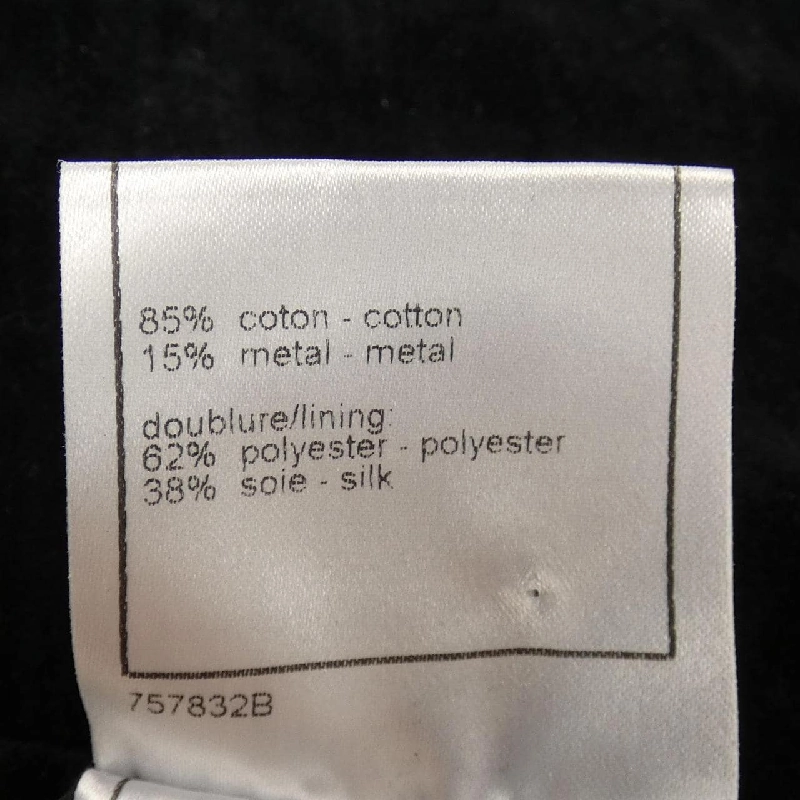 85% coton - cotton
15% metal - metal
doublure/lining:
62% polyester - polyester
38% soie - silk
757832B